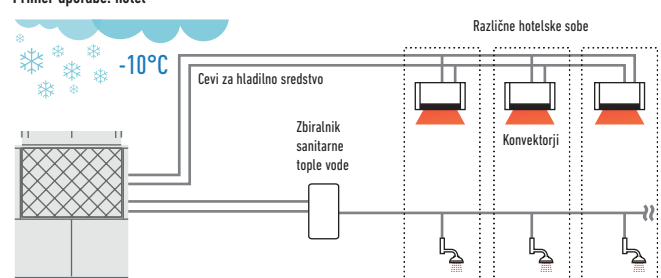 Primer uporabe: hotel
Različne hotelske sobe
-10°C
Cevi za hladilno sredstvo
Zbiralnik
sanitarne
tople vode
Konvektorji